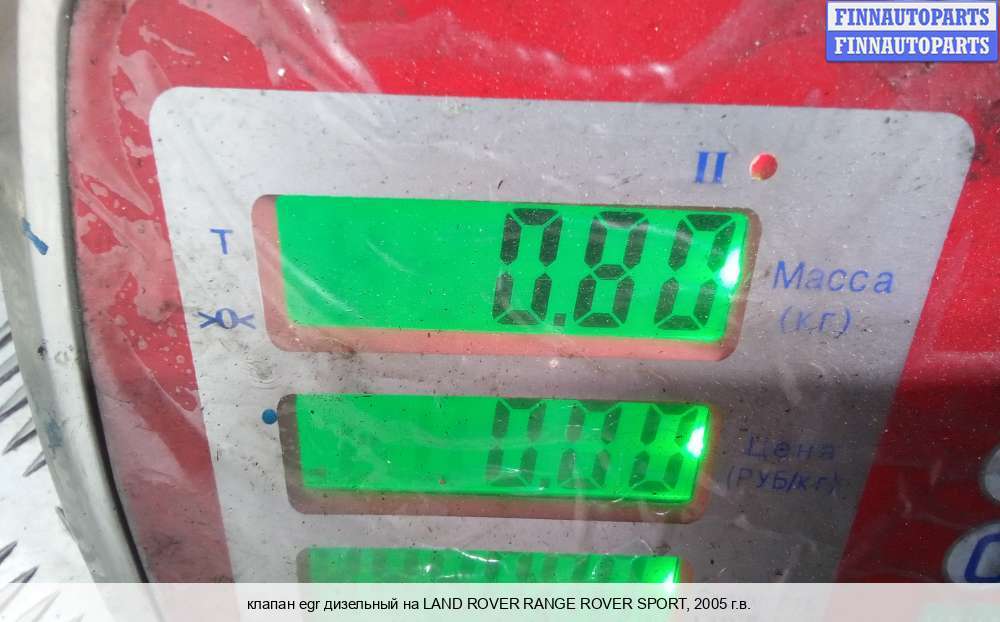 FINNAUTOPARTS
FINNAUTOPARTS
II
T
0.80
Масса
(кг)
>0<
0.00
Цена
(РУБ/кг)
клапан egr дизельный на LAND ROVER RANGE ROVER SPORT, 2005 г.в.